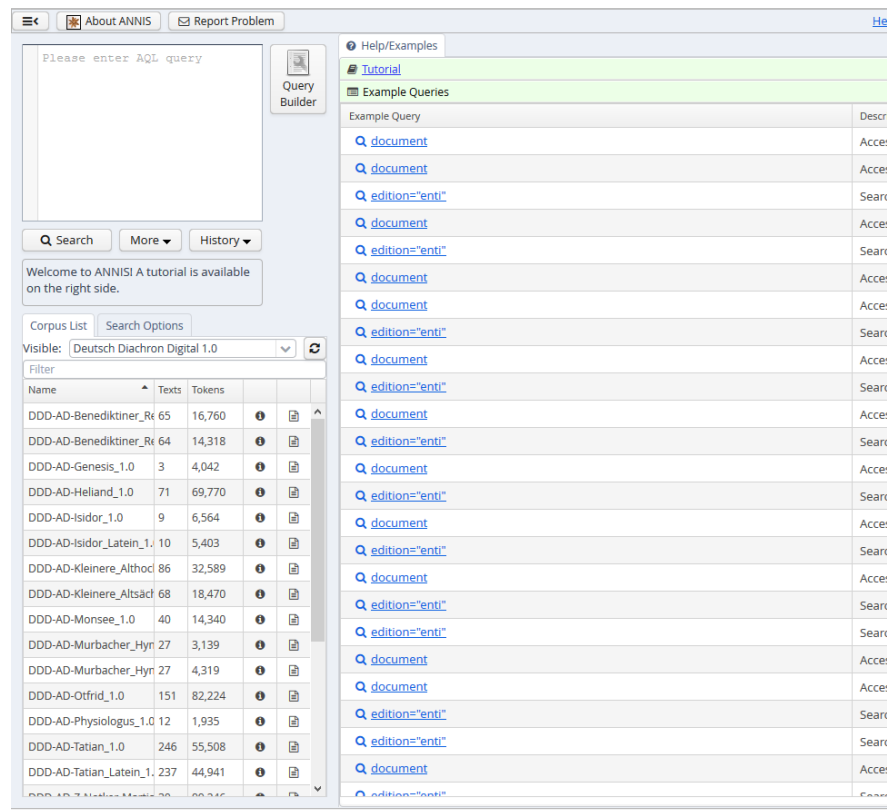 About ANNIS
Report Problem
He
Please enter AQL query
Query
Builder
Search
More
History
Welcome to ANNIS! A tutorial is available
on the right side.
Corpus List
Search Options
Visible:
Deutsch Diachron Digital 1.0
Filter
Name Texts Tokens
DDD-AD-Benediktiner_Re 65 16,760
DDD-AD-Benediktiner_Re 64 14,318
DDD-AD-Genesis_1.0 3 4,042
DDD-AD-Heliand_1.0 71 69,770
DDD-AD-Isidor_1.0 9 6,564
DDD-AD-Isidor_Latein_1. 10 5,403
DDD-AD-Kleinere_Althoc 86 32,589
DDD-AD-Kleinere_Altsäch 68 18,470
DDD-AD-Monsee_1.0 40 14,340
DDD-AD-Murbacher_Hyn 27 3,139
DDD-AD-Murbacher_Hyn 27 4,319
DDD-AD-Otfrid_1.0 151 82,224
DDD-AD-Physiologus_1.0 12 1,935
DDD-AD-Tatian_1.0 246 55,508
DDD-AD-Tatian_Latein_1. 237 44,941
Help/Examples
Tutorial
Example Queries
Example Query Descr
document Acces
document Acces
edition="enti" Searc
document Acces
edition="enti" Searc
document Acces
document Acces
edition="enti" Searc
document Acces
edition="enti" Searc
document Acces
edition="enti" Searc
document Acces
edition="enti" Searc
document Acces
edition="enti" Searc
document Acces
edition="enti" Searc
edition="enti" Searc
document Acces
document Acces
edition="enti" Searc
edition="enti" Searc
document Acces
edition="enti" Searc